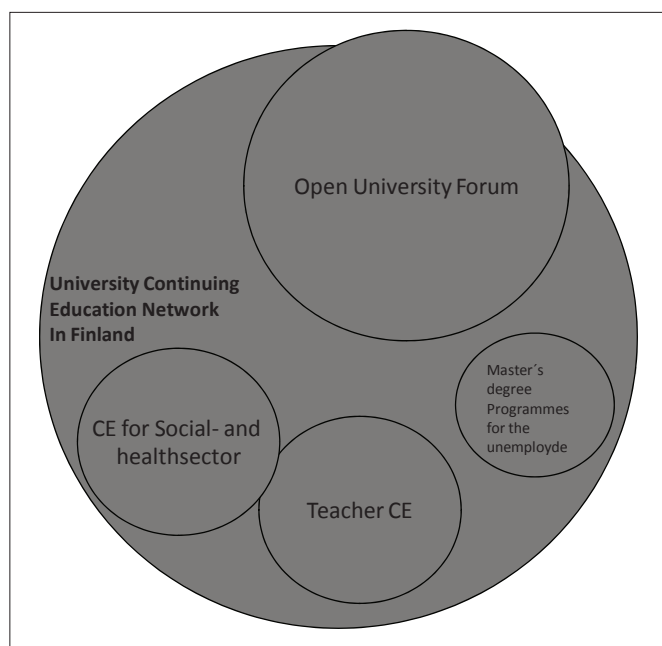 Open University Forum
University Continuing
Education Network
In Finland
Master´s
degree
Programmes
for the
unemployde
CE for Social- and
healthsector
Teacher CE